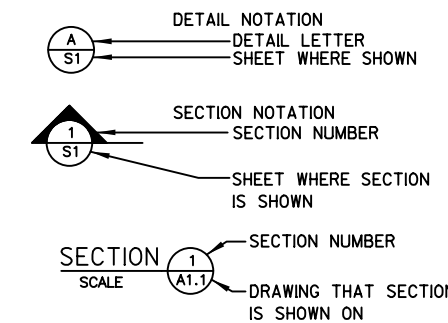 DETAIL NOTATION
A
DETAIL LETTER
S1
SHEET WHERE SHOWN
SECTION NOTATION
1
SECTION NUMBER
S1
SHEET WHERE SECTION
IS SHOWN
SECTION
SCALE
1
A1.1
SECTION NUMBER
DRAWING THAT SECTION
IS SHOWN ON